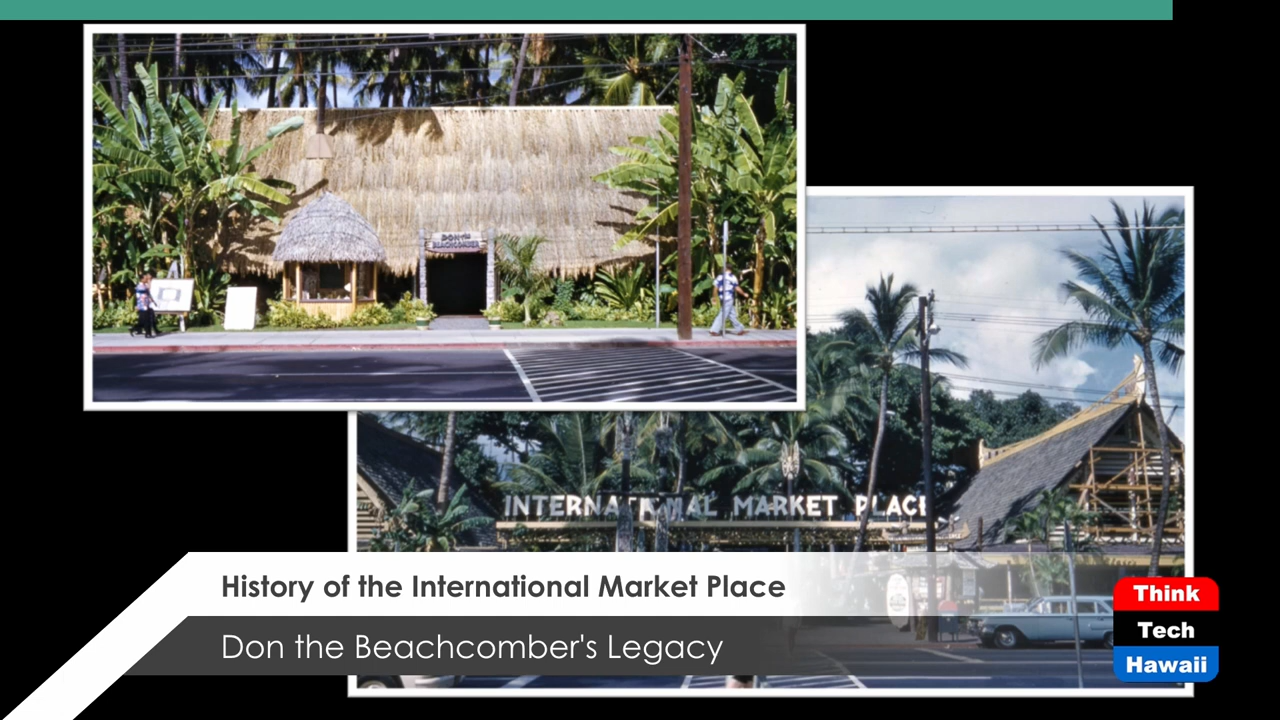 DON THE
BEACHCOMBER
INTERNATIONAL MARKET PLACE
History of the International Market Place
Don the Beachcomber's Legacy
Think
Tech
Hawaii